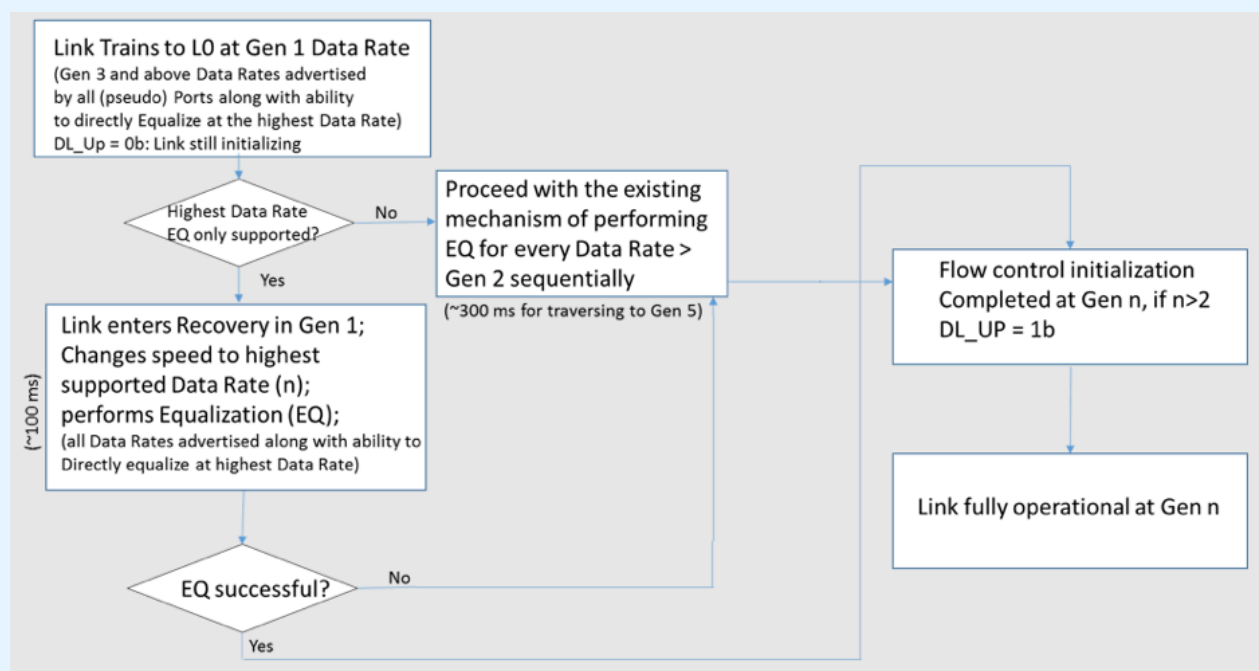 Link Trains to L0 at Gen 1 Data Rate
(Gen 3 and above Data Rates advertised
by all (pseudo) Ports along with ability
to directly Equalize at the highest Data Rate)
DL_Up = 0b: Link still initializing
Highest Data Rate
EQ only supported?
No
Yes
Proceed with the existing
mechanism of performing
EQ for every Data Rate >
Gen 2 sequentially
(~300 ms for traversing to Gen 5)
(~100 ms)
Link enters Recovery in Gen 1;
Changes speed to highest
supported Data Rate (n);
performs Equalization (EQ);
(all Data Rates advertised along with ability to
Directly equalize at highest Data Rate)
EQ successful?
No
Yes
Flow control initialization
Completed at Gen n, if n>2
DL_UP = 1b
Link fully operational at Gen n